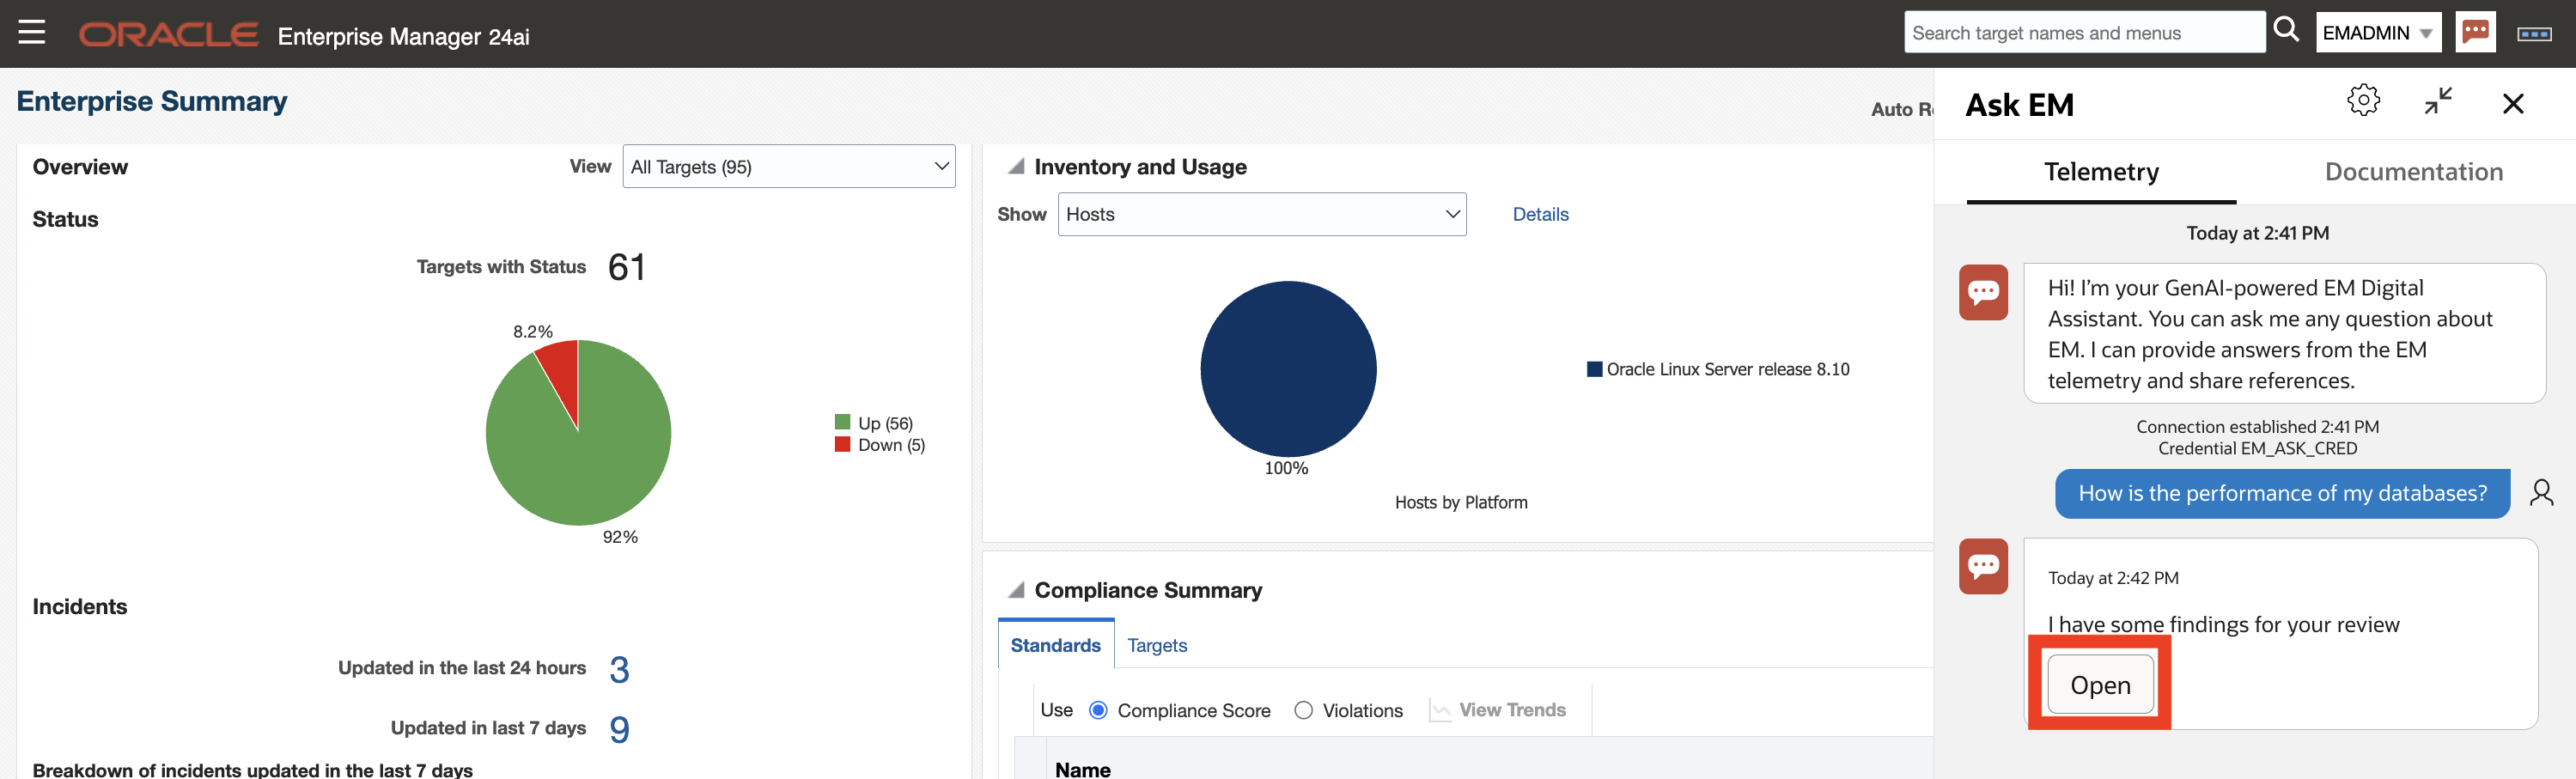 ORACLE Enterprise Manager 24ai
Search target names and menus
EMADMIN
Enterprise Summary
Auto
Overview
View All Targets (95)
Status
Targets with Status 61
8.2%
92%
Up (56)
Down (5)
Incidents
Updated in the last 24 hours 3
Updated in last 7 days 9
Breakdown of incidents updated in the last 7 days
Inventory and Usage
Show Hosts Details
Oracle Linux Server release 8.10
100%
Hosts by Platform
Compliance Summary
Standards Targets
Use Compliance Score Violations View Trends
Name
Ask EM
Telemetry Documentation
Today at 2:41 PM
Hi! I'm your GenAI-powered EM Digital
Assistant. You can ask me any question about
EM. I can provide answers from the EM
telemetry and share references.
Connection established 2:41 PM
Credential EM_ASK_CRED
How is the performance of my databases?
Today at 2:42 PM
I have some findings for your review
Open